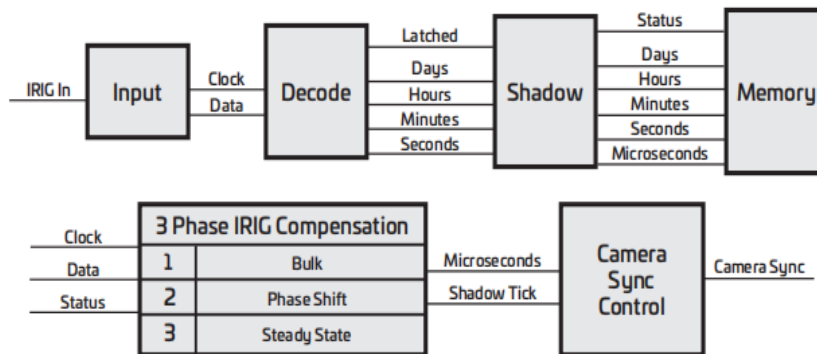 IRIG In
Input
Clock
Data
Decode
Latched
Days
Hours
Minutes
Seconds
Shadow
Status
Days
Hours
Minutes
Seconds
Microseconds
Memory
Clock
Data
Status
3 Phase IRIG Compensation
1 Bulk
2 Phase Shift
3 Steady State
Microseconds
Shadow Tick
Camera
Sync
Control
Camera Sync